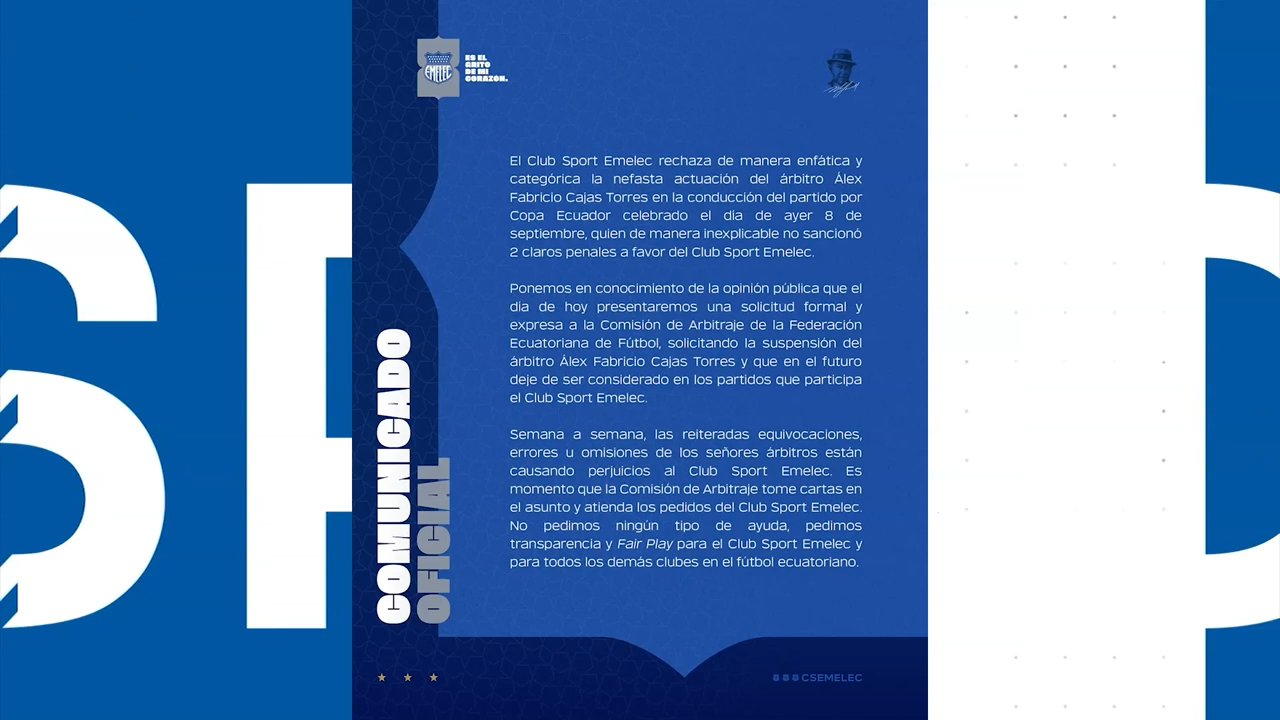 EMELEC
ES EL
GRITO
DE MI
CORAZÓN.
El Club Sport Emelec rechaza de manera enfática y
categórica la nefasta actuación del árbitro Álex
Fabricio Cajas Torres en la conducción del partido por
Copa Ecuador celebrado el día de ayer 8 de
septiembre, quien de manera inexplicable no sancionó
2 claros penales a favor del Club Sport Emelec.
Ponemos en conocimiento de la opinión pública que el
día de hoy presentaremos una solicitud formal y
expresa a la Comisión de Arbitraje de la Federación
Ecuatoriana de Fútbol, solicitando la suspensión del
árbitro Álex Fabricio Cajas Torres y que en el futuro
deje de ser considerado en los partidos que participa
el Club Sport Emelec.
Semana a semana, las reiteradas equivocaciones,
errores u omisiones de los señores árbitros están
causando perjuicios al Club Sport Emelec. Es
momento que la Comisión de Arbitraje tome cartas en
el asunto y atienda los pedidos del Club Sport Emelec.
No pedimos ningún tipo de ayuda, pedimos
transparencia y Fair Play para el Club Sport Emelec y
para todos los demás clubes en el fútbol ecuatoriano.
COMUNICADO
OFICIAL
CSEMELEC